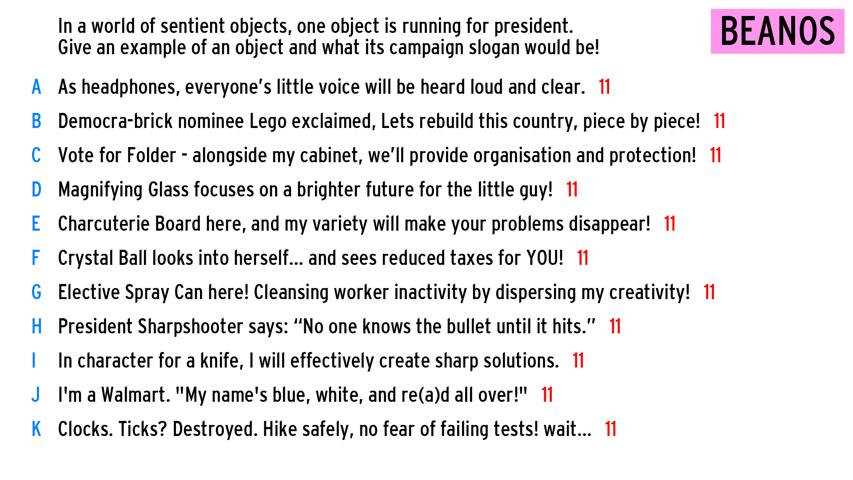 In a world of sentient objects, one object is running for president.
Give an example of an object and what its campaign slogan would be!
BEANOS
A As headphones, everyone's little voice will be heard loud and clear. 11
B Democra-brick nominee Lego exclaimed, Lets rebuild this country, piece by piece! 11
C Vote for Folder - alongside my cabinet, we'll provide organisation and protection! 11
D Magnifying Glass focuses on a brighter future for the little guy! 11
E Charcuterie Board here, and my variety will make your problems disappear! 11
F Crystal Ball looks into herself... and sees reduced taxes for YOU! 11
G Elective Spray Can here! Cleansing worker inactivity by dispersing my creativity! 11
H President Sharpshooter says: “No one knows the bullet until it hits.” 11
I In character for a knife, I will effectively create sharp solutions. 11
J I'm a Walmart. "My name's blue, white, and re(a)d all over!" 11
K Clocks. Ticks? Destroyed. Hike safely, no fear of failing tests! wait... 11